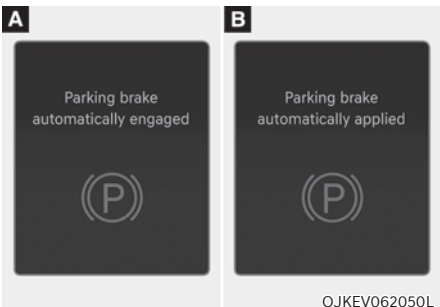 A
Parking brake
automatically engaged
P
B
Parking brake
automatically applied
P
OJKEV062050L